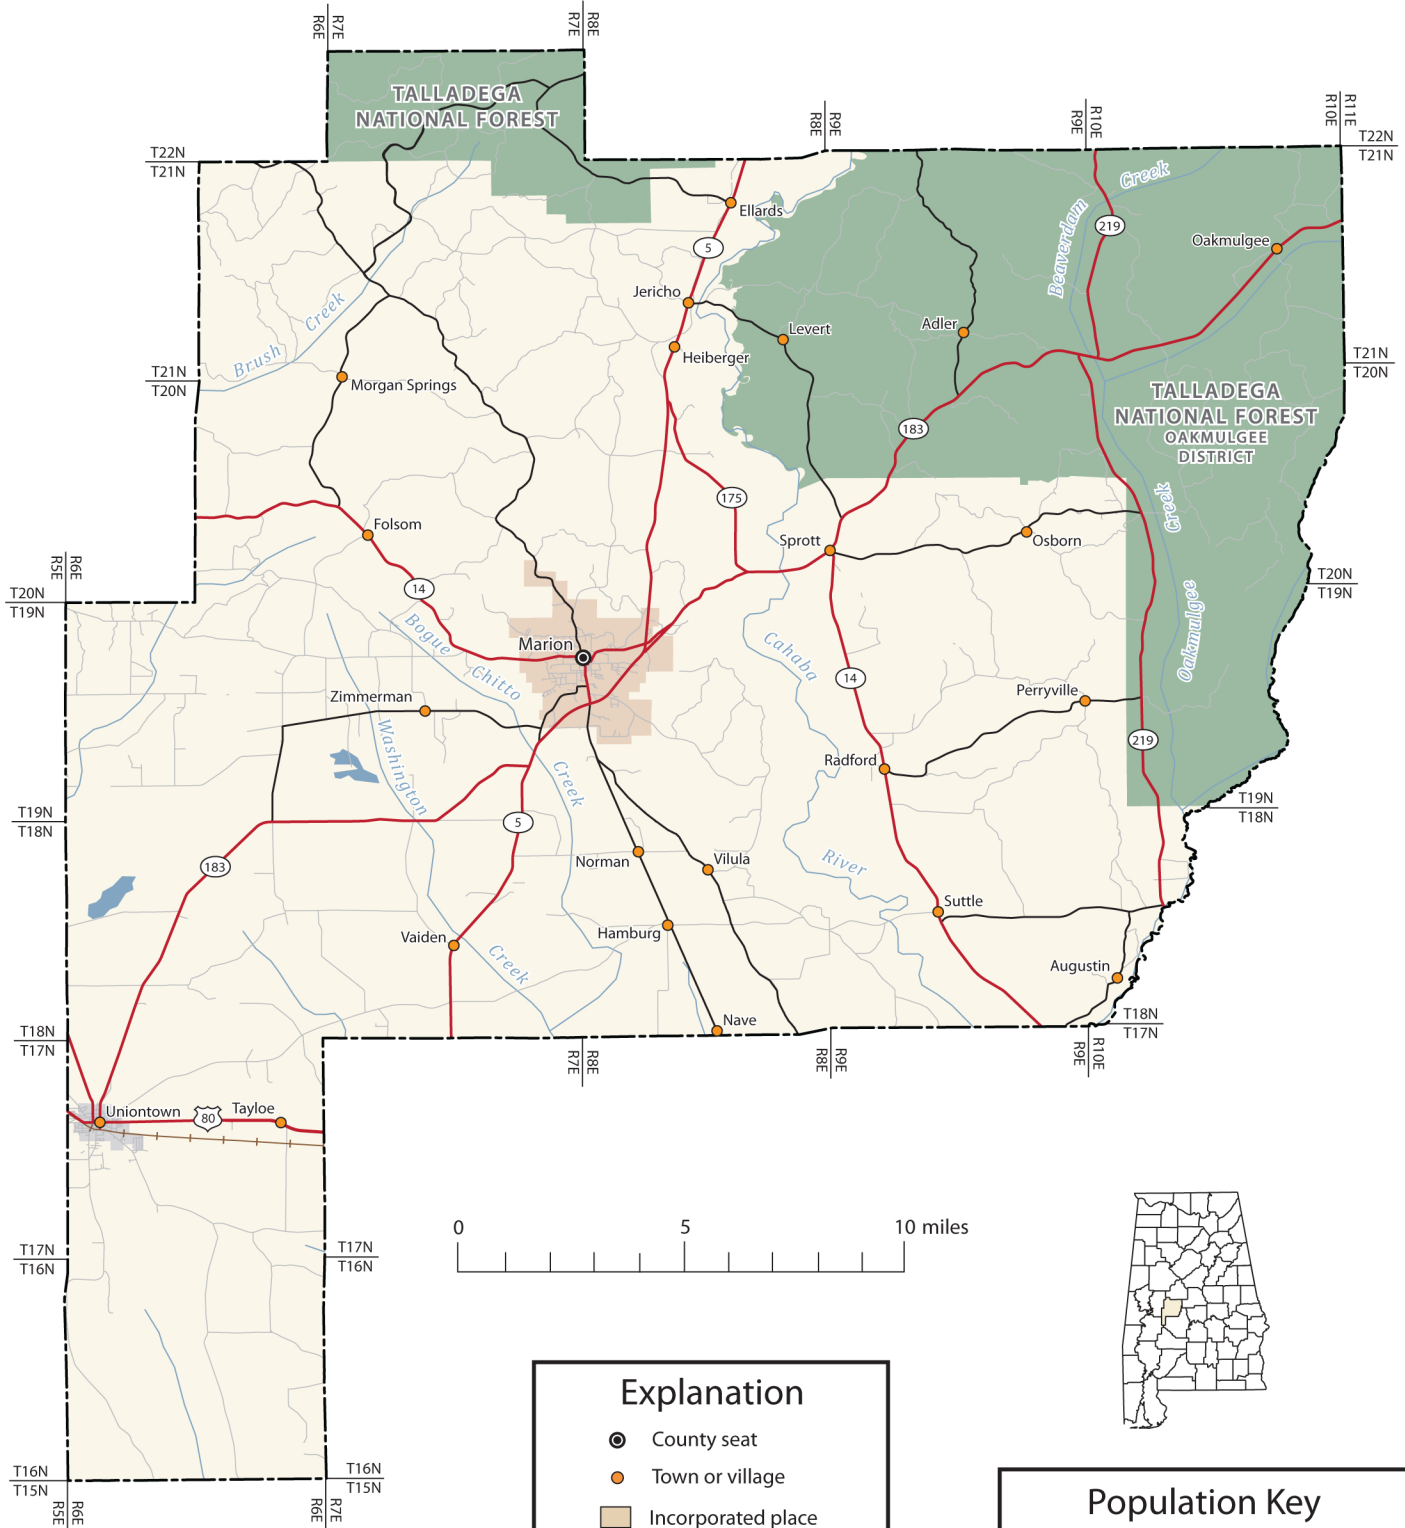 R6E
R7E
R7E
R8E
TALLADEGA
NATIONAL FOREST
R8E
R9E
R9E
R10E
R10E
R11E
T22N
T21N
T22N
T21N
Creek
Beaverdam
219
Oakmulgee
Ellards
5
Jericho
Levert
Adler
Heiberger
Brush
Creek
Morgan Springs
T21N
T20N
T21N
T20N
TALLADEGA
NATIONAL FOREST
OAKMULGEE
DISTRICT
183
175
Creek
Folsom
Sprott
Osborn
R5E
R6E
T20N
T19N
14
T20N
T19N
Oakmulgee
Bogue
Chitto
Marion
Cahaba
14
Zimmerman
Perryville
Washington
219
Creek
Radford
T19N
T18N
T19N
T18N
5
183
Norman
Vilula
River
Suttle
Hamburg
Vaiden
Creek
Augustin
Nave
T18N
T17N
T18N
T17N
R7E
R8E
R8E
R9E
R9E
R10E
Uniontown
80
Tayloe
0 5 10 miles
T17N
T16N
T17N
T16N
Explanation
County seat
Town or village
Incorporated place
T16N
T15N
T16N
T15N
R5E
R6E
R6E
R7E
Population Key